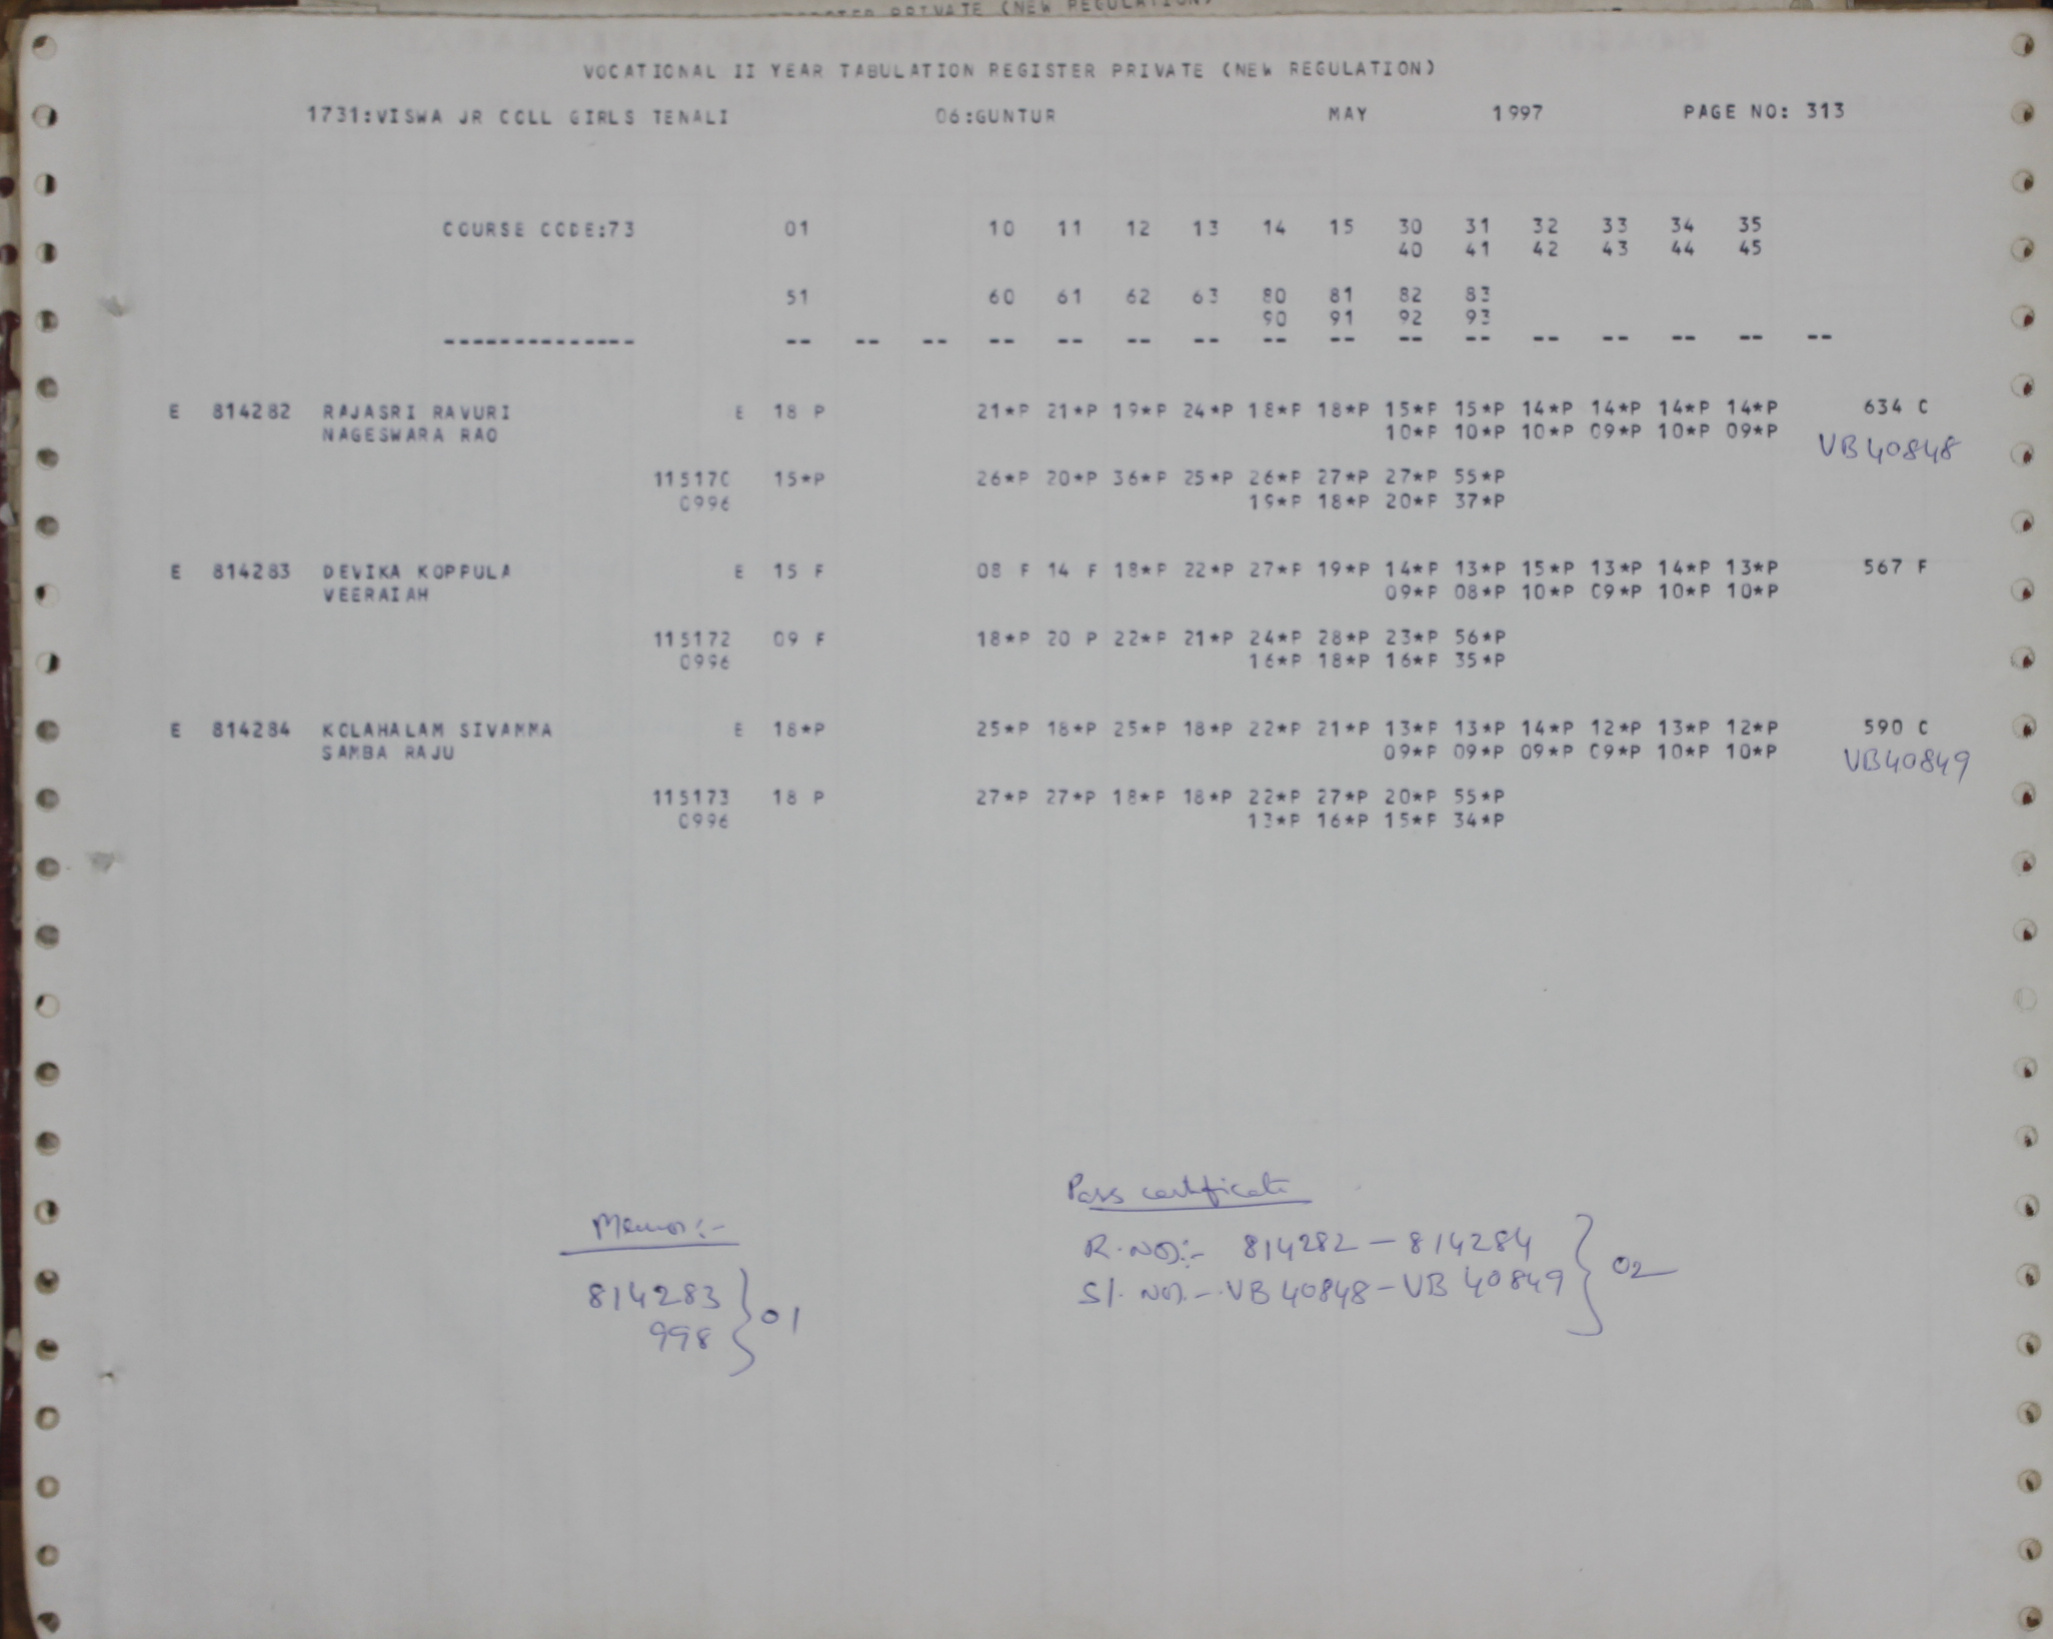 VOCATIONAL II YEAR TABULATION REGISTER PRIVATE (NEW REGULATION)
1731:VISWA JR COLL GIRLS TENALI 06:GUNTUR MAY 1997 PAGE NO: 313
COURSE CODE:73 01 10 11 12 13 14 15 30 31 32 33 34 35
40 41 42 43 44 45
51 60 61 62 63 80 81 82 83
90 91 92 93
-------------- -- -- -- -- -- -- -- -- -- -- -- -- -- -- -- --
E 814282 RAJASRI RAVURI E 18 P 21*P 21*P 19*P 24*P 18*P 18*P 15*P 15*P 14*P 14*P 14*P 14*P 634 C
NAGESWARA RAO 10*P 10*P 10*P 09*P 10*P 09*P
VB40848
115170 15*P 26*P 20*P 36*P 25*P 26*P 27*P 27*P 55*P
0996 19*P 18*P 20*P 37*P
E 814283 DEVIKA KOPPULA E 15 F 08 F 14 F 18*P 22*P 27*P 19*P 14*P 13*P 15*P 13*P 14*P 13*P 567 F
VEERAIAH 09*P 08*P 10*P 09*P 10*P 10*P
115172 09 F 18*P 20 P 22*P 21*P 24*P 28*P 23*P 56*P
0996 16*P 18*P 16*P 35*P
E 814284 KOLAHALAM SIVAMMA E 18*P 25*P 18*P 25*P 18*P 22*P 21*P 13*P 13*P 14*P 12*P 13*P 12*P 590 C
SAMBA RAJU 09*P 09*P 09*P 09*P 10*P 10*P
VB40849
115173 18 P 27*P 27*P 18*P 18*P 22*P 27*P 20*P 55*P
0996 13*P 16*P 15*P 34*P
Pass certificate
Memos:-
R.NO:- 814282 - 814284
Sl. NO.- VB 40848 - VB 40849 } 02
814283
998 } 01